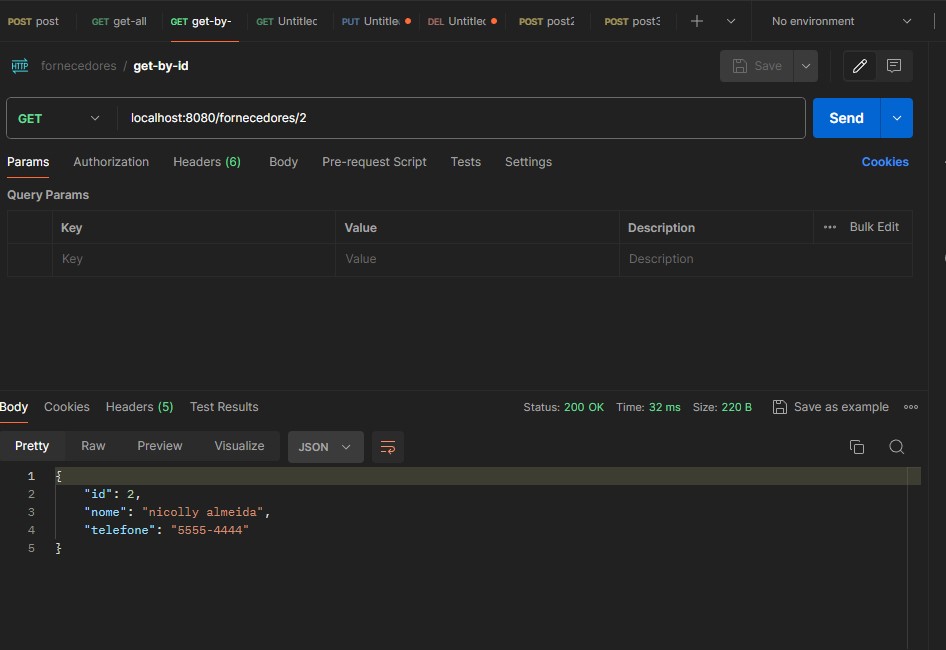 POST post GET get-all GET get-by- GET Untitlec PUT Untitle DEL Untitlec POST post2 POST post3 No environment
HTTP fornecedores / get-by-id Save
GET localhost:8080/fornecedores/2 Send
Params Authorization Headers (6) Body Pre-request Script Tests Settings Cookies
Query Params
Key Value Description ••• Bulk Edit
Key Value Description
Body Cookies Headers (5) Test Results Status: 200 OK Time: 32 ms Size: 220 B Save as example
Pretty Raw Preview Visualize JSON
1 {
2 "id": 2,
3 "nome": "nicolly almeida",
4 "telefone": "5555-4444"
5 }